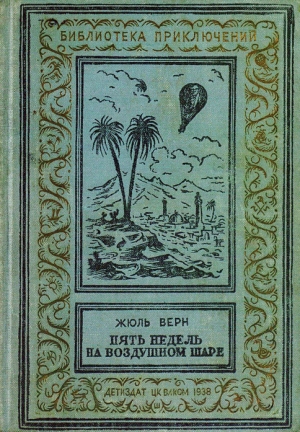 БИБЛИОТЕКА ПРИКЛЮЧЕНИЙ
ЖЮЛЬ ВЕРН
ПЯТЬ НЕДЕЛЬ
НА ВОЗДУШНОМ ШАРЕ
ДЕТИЗДАТ ЦК ВЛКСМ 1938